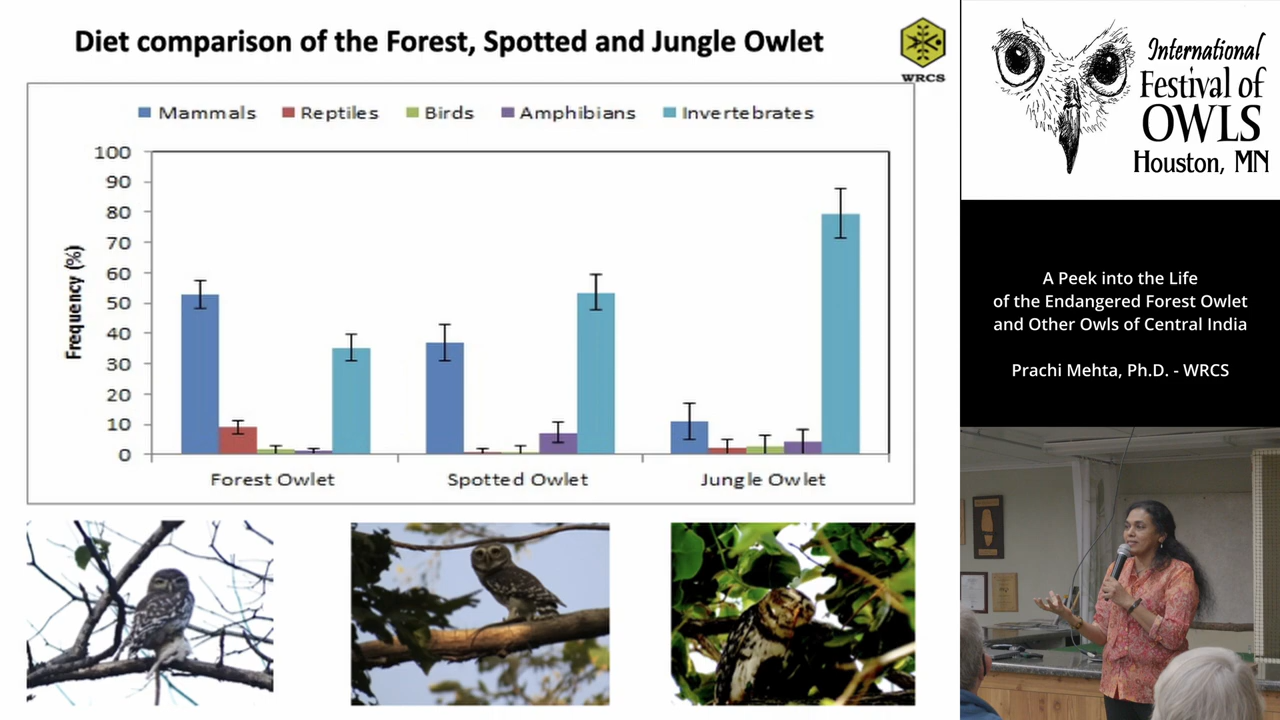 Diet comparison of the Forest, Spotted and Jungle Owlet
WRCS
Mammals Reptiles Birds Amphibians Invertebrates
100
90
80
70
60
50
40
30
20
10
0
Frequency (%)
Forest Owlet Spotted Owlet Jungle Owlet
International
Festival of
OWLS
Houston, MN
A Peek into the Life
of the Endangered Forest Owlet
and Other Owls of Central India
Prachi Mehta, Ph.D. - WRCS